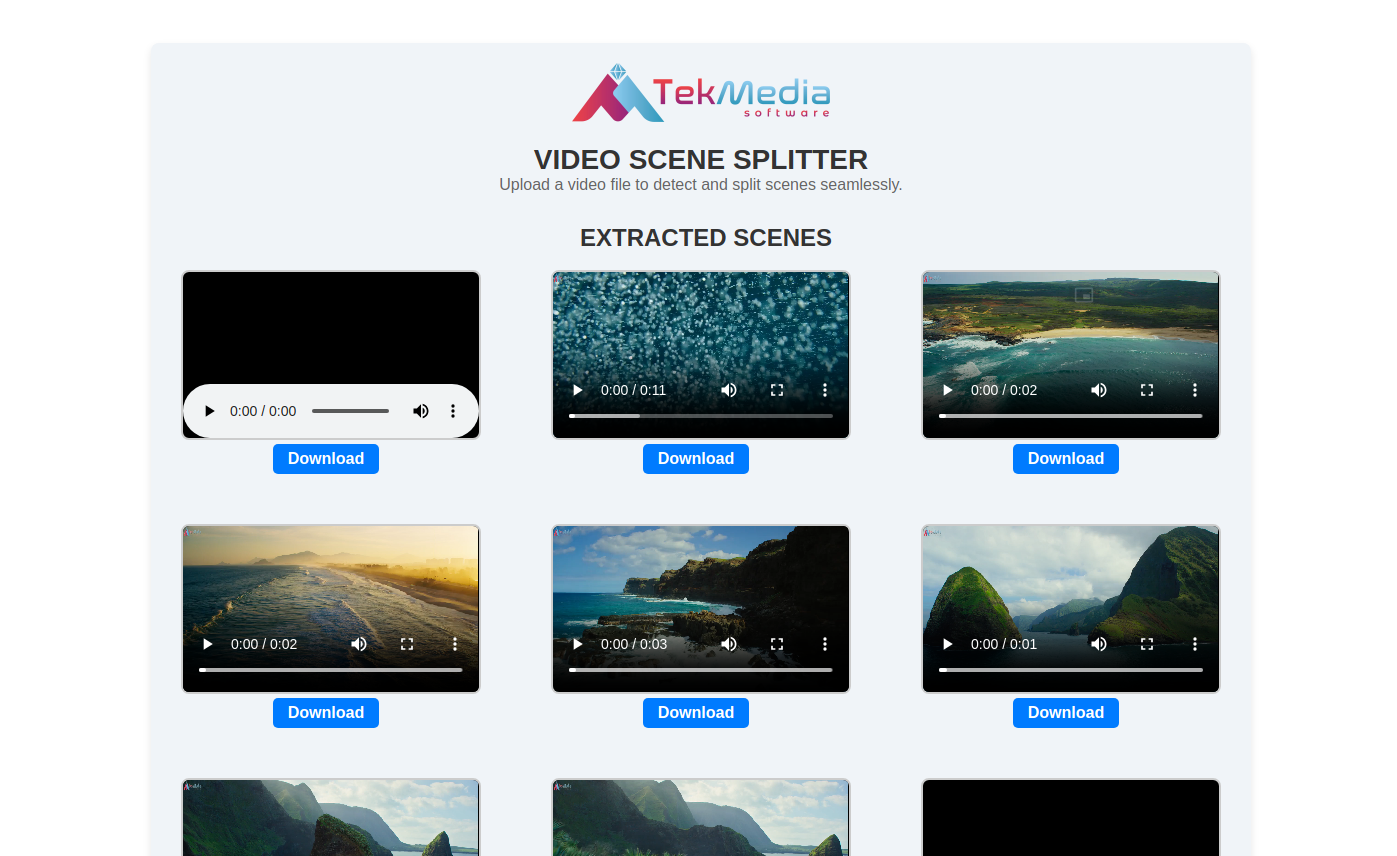 TekMedia
software
VIDEO SCENE SPLITTER
Upload a video file to detect and split scenes seamlessly.
EXTRACTED SCENES
0:00 / 0:00
0:00 / 0:11
0:00 / 0:02
Download
Download
Download
0:00 / 0:02
0:00 / 0:03
0:00 / 0:01
Download
Download
Download